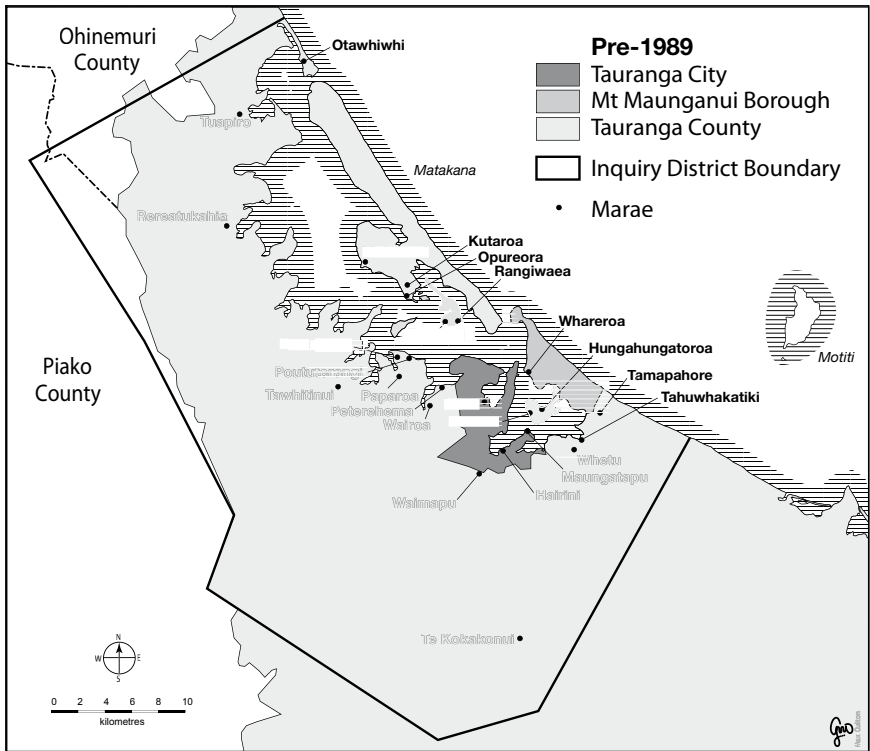 Ohinemuri
County
Otawhiwhi
Pre-1989
Tauranga City
Mt Maunganui Borough
Tauranga County
Inquiry District Boundary
Marae
Tuapiro
Matakana
Rereatukahia
Kutaroa
Opureora
Rangiwaea
Whareroa
Hungahungatoroa
Motiti
Piako
County
Tamapahore
Tawhitinui
Paparoa
Peterehema
Wairoa
Tahuwhakatiki
Whetu
Maungatapu
Hairini
Waimapu
Te Kokakonui
N
W E
S
0 2 4 6 8 10
kilometres